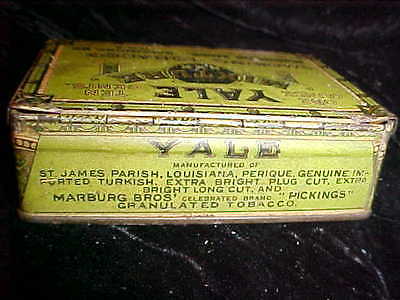 YALE
YALE
MANUFACTURED OF
ST. JAMES, PARISH, LOUISIANA, PERIQUE, GENUINE IM-
PORTED TURKISH, EXTRA BRIGHT PLUG CUT, EXTRA
BRIGHT LONG CUT, AND
MARBURG BROS' CELEBRATED BRAND "PICKINGS"
GRANULATED TOBACCO.